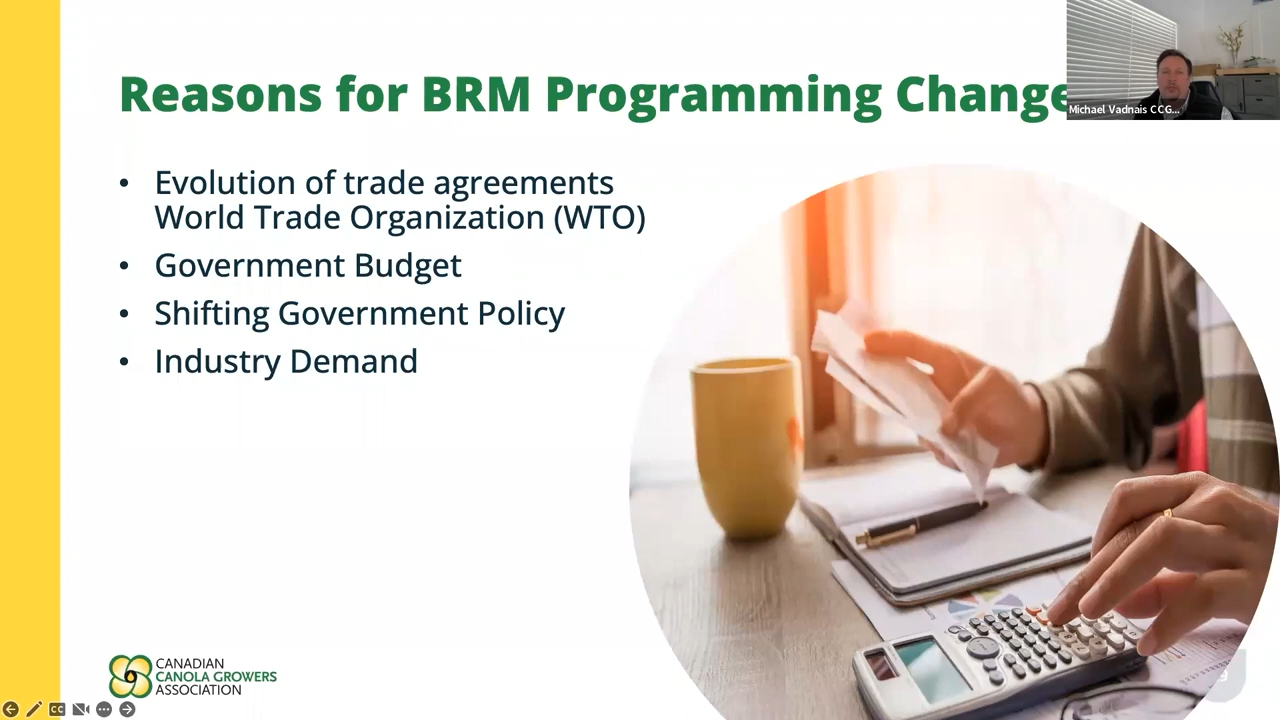 Reasons for BRM Programming Change
Michael Vadnais CCG...
• Evolution of trade agreements
World Trade Organization (WTO)
• Government Budget
• Shifting Government Policy
• Industry Demand
CANADIAN
CANOLA GROWERS
ASSOCIATION
CC